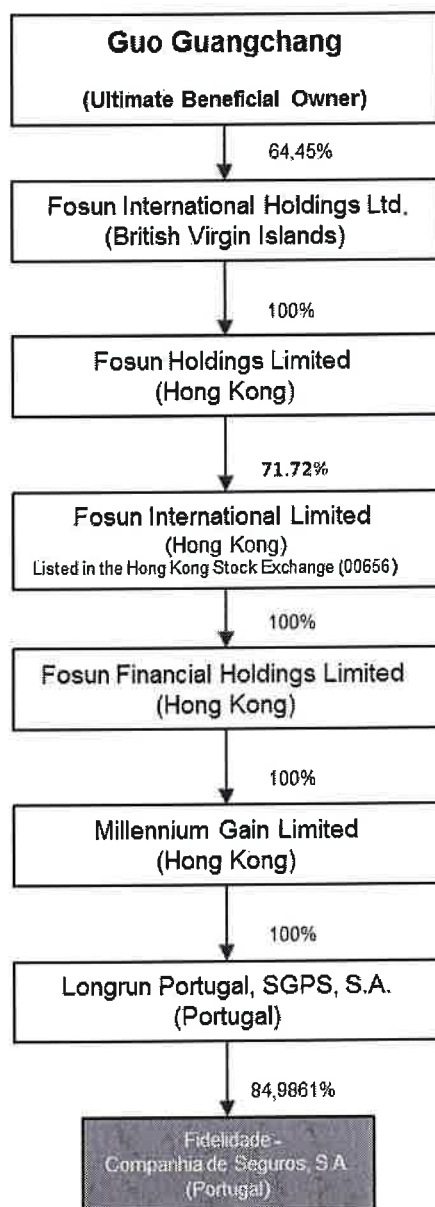 Guo Guangchang
(Ultimate Beneficial Owner)
64,45%
Fosun International Holdings Ltd.
(British Virgin Islands)
100%
Fosun Holdings Limited
(Hong Kong)
71.72%
Fosun International Limited
(Hong Kong)
Listed in the Hong Kong Stock Exchange (00656)
100%
Fosun Financial Holdings Limited
(Hong Kong)
100%
Millennium Gain Limited
(Hong Kong)
100%
Longrun Portugal, SGPS, S.A.
(Portugal)
84,9861%
Fidelidade -
Companhia de Seguros, S.A
(Portugal)